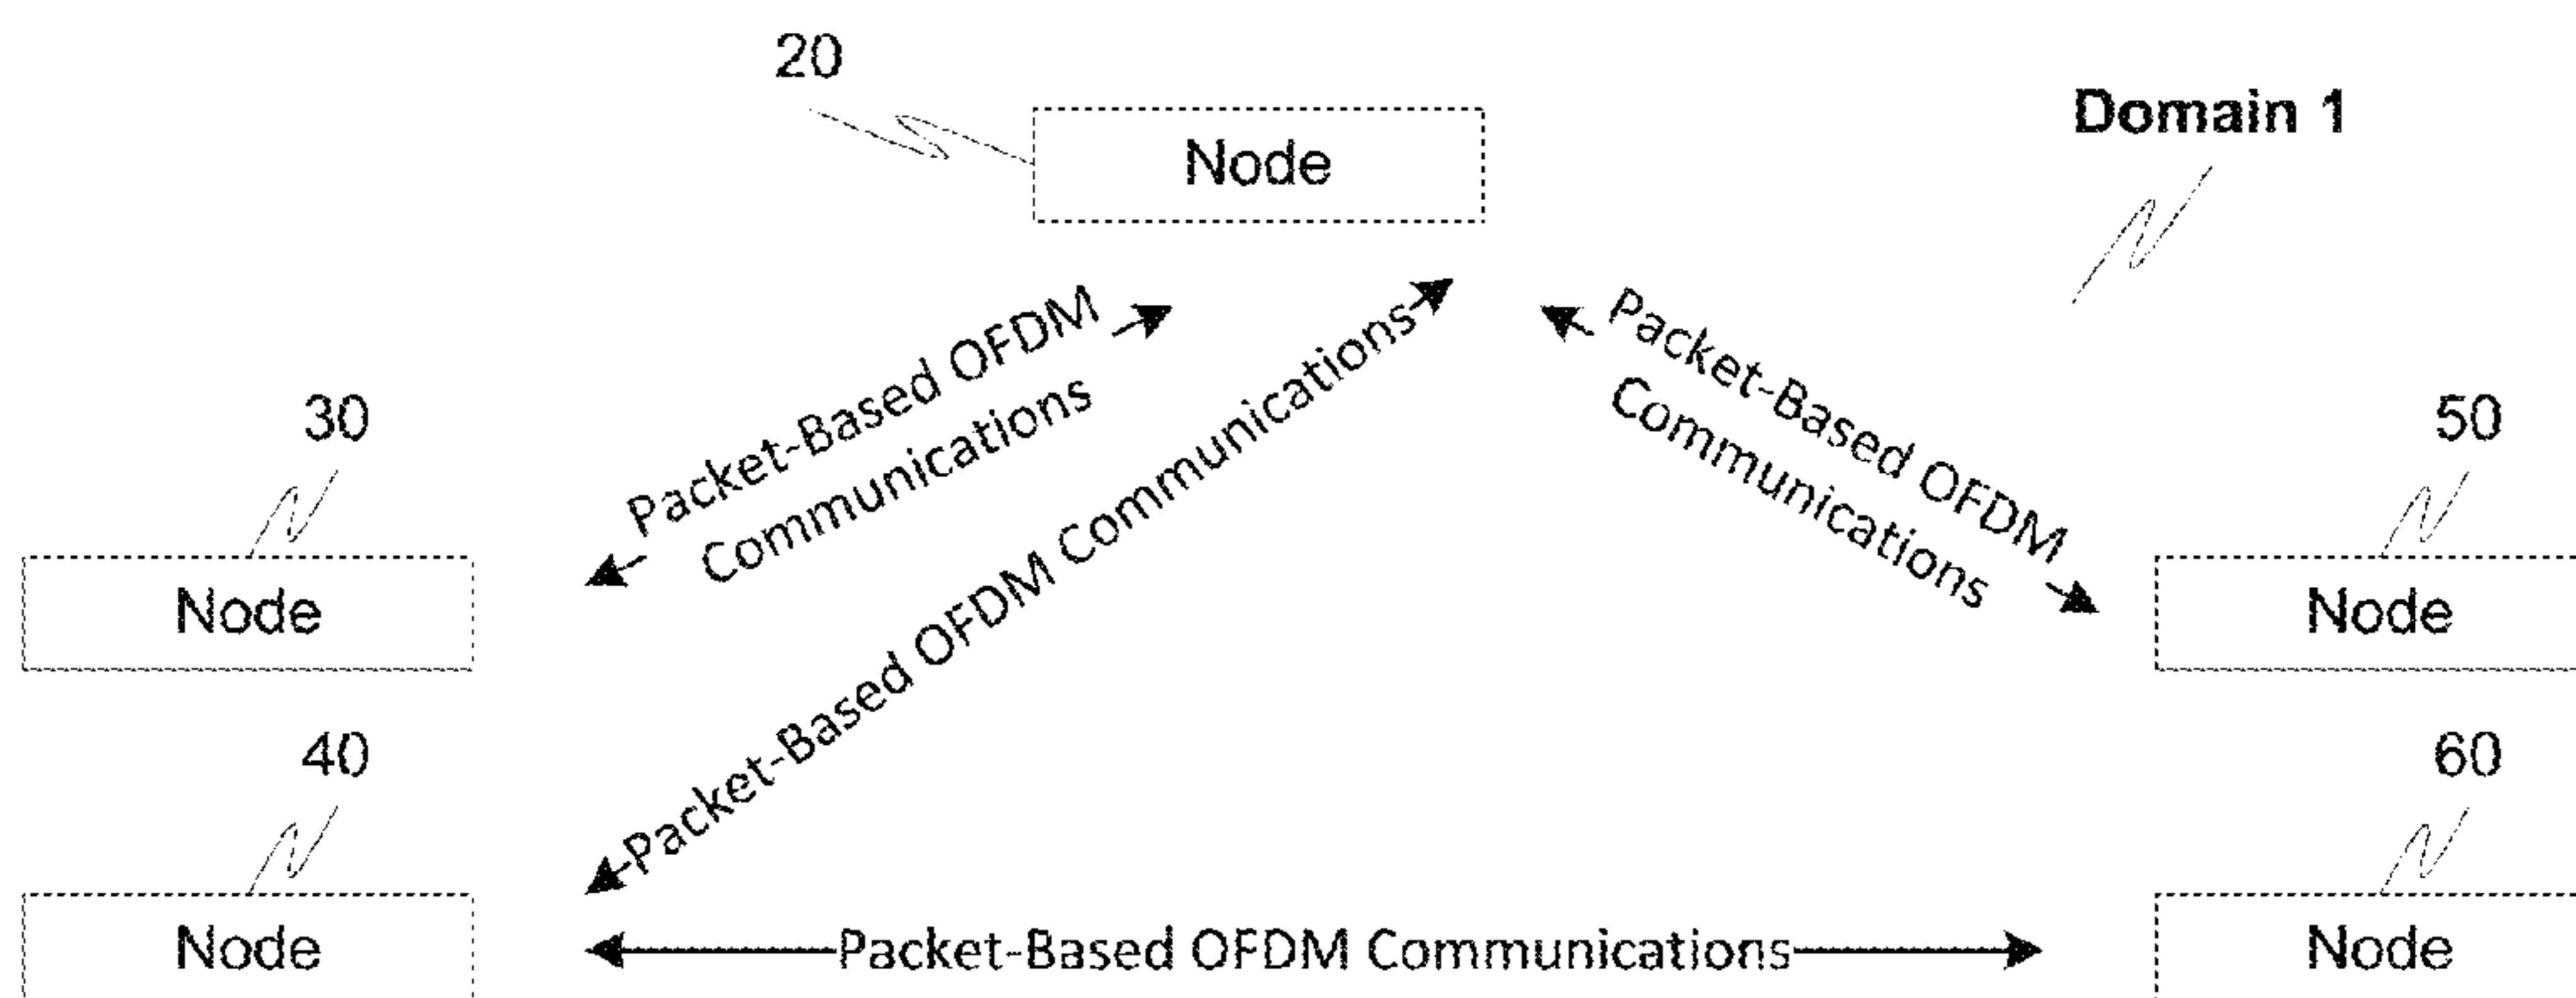 20
Domain 1
Node
Packet-Based OFDM
Communications
Packet-Based OFDM Communications
Packet-Based OFDM
Communications
30
50
Node
Node
40
60
Node
Packet-Based OFDM Communications
Node